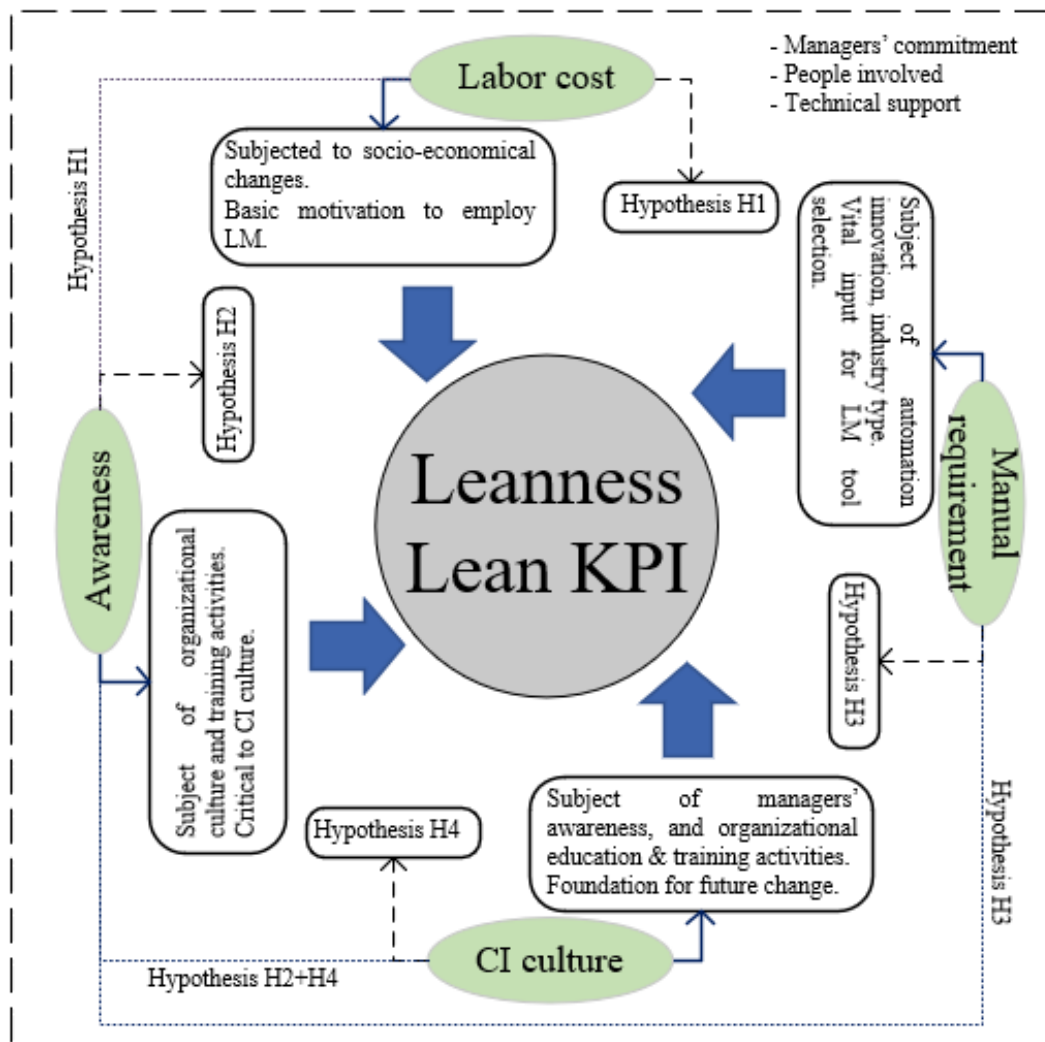 Labor cost
- Managers’ commitment
- People involved
- Technical support
Subjected to socio-economical
changes.
Basic motivation to employ
LM.
Hypothesis H1
Hypothesis H1
Subject of automation
innovation, industry type.
Vital input for LM tool
selection.
Hypothesis H2
Manual
requirement
Awareness
Leanness
Lean KPI
Subject of organizational
culture and training activities.
Critical to CI culture.
Hypothesis H3
Hypothesis H4
Subject of managers’
awareness, and organizational
education & training activities.
Foundation for future change.
Hypothesis H3
CI culture
Hypothesis H2+H4